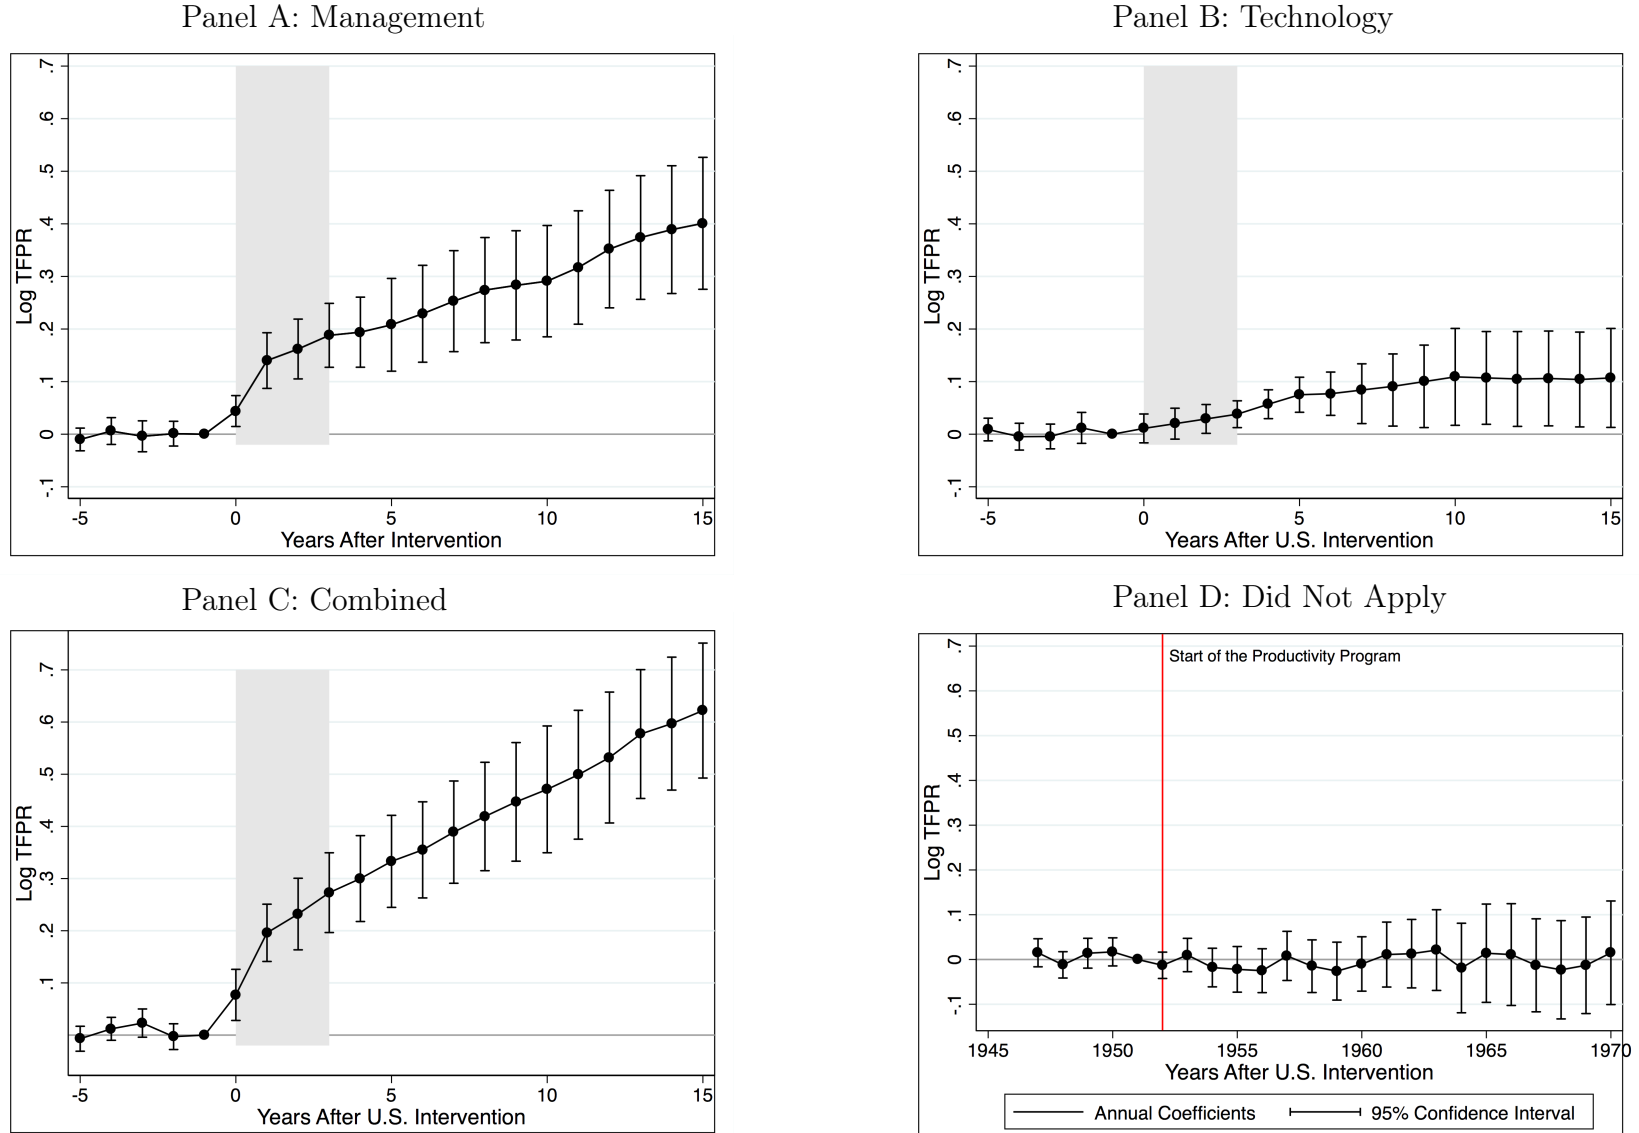 Panel A: Management
.7
.6
.5
.4
.3
.2
.1
0
-.1
Log TFPR
-5 0 5 10 15
Years After Intervention
Panel B: Technology
.7
.6
.5
.4
.3
.2
.1
0
-.1
Log TFPR
-5 0 5 10 15
Years After U.S. Intervention
Panel C: Combined
.7
.6
.5
.4
.3
.2
.1
Log TFPR
-5 0 5 10 15
Years After U.S. Intervention
Panel D: Did Not Apply
.7
.6
.5
.4
.3
.2
.1
0
-.1
Log TFPR
Start of the Productivity Program
1945 1950 1955 1960 1965 1970
Years After U.S. Intervention
Annual Coefficients 95% Confidence Interval